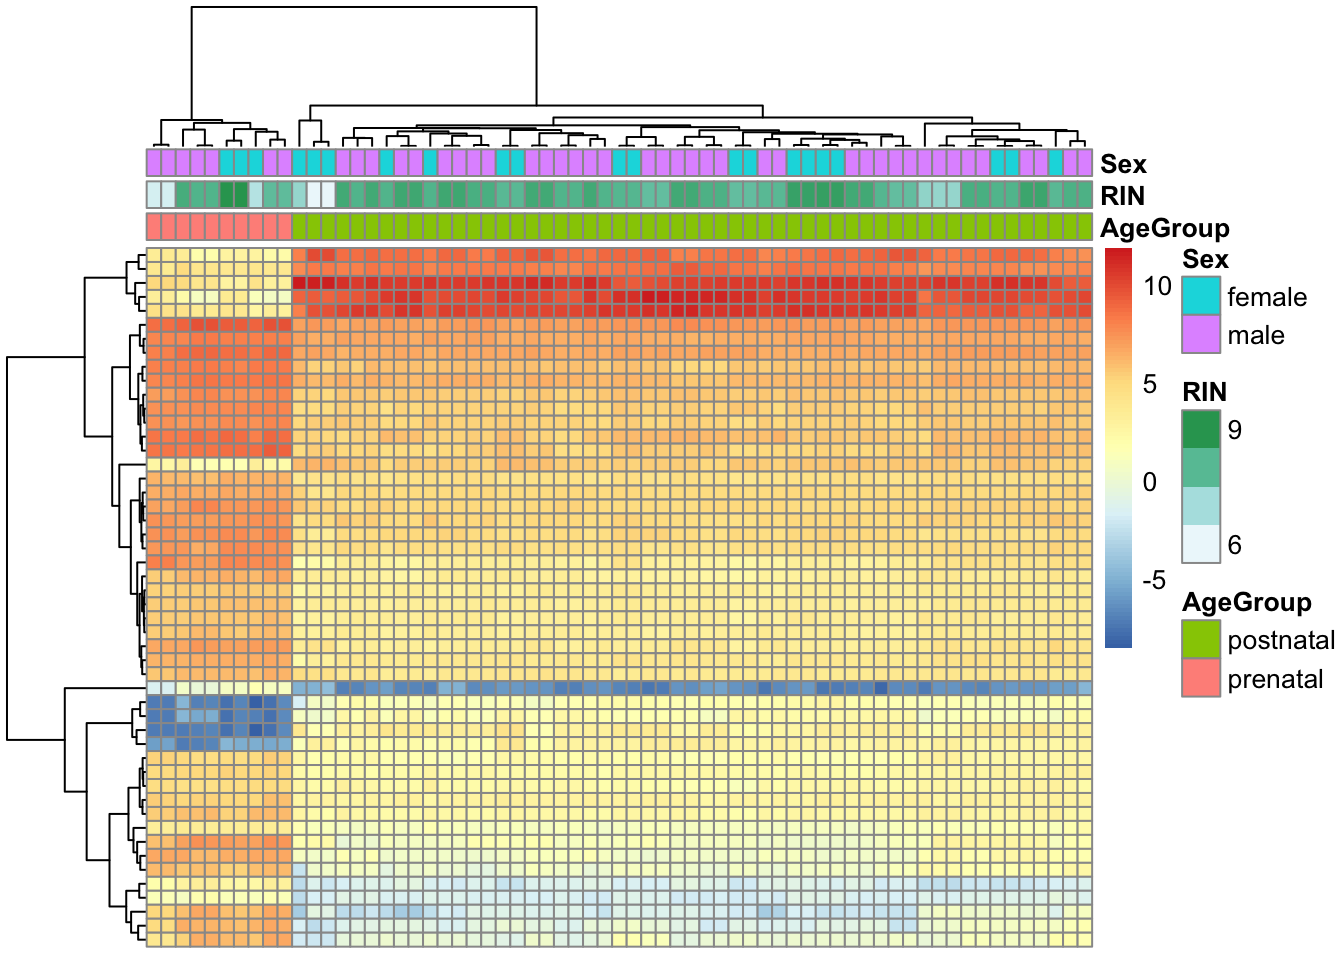 Sex
RIN
AgeGroup
10
5
0
-5
Sex
female
male
RIN
9
6
AgeGroup
postnatal
prenatal